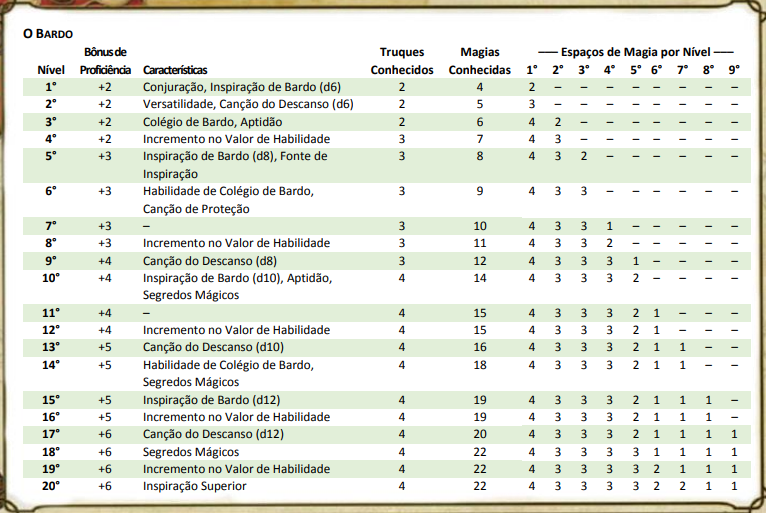 O BARDO
Bônus de Truques Magias —— Espaços de Magia por Nível ——
Nível Proficiência Características Conhecidos Conhecidas 1° 2° 3° 4° 5° 6° 7° 8° 9°
1° +2 Conjuração, Inspiração de Bardo (d6) 2 4 2 – – – – – – – –
2° +2 Versatilidade, Canção do Descanso (d6) 2 5 3 – – – – – – – –
3° +2 Colégio de Bardo, Aptidão 2 6 4 2 – – – – – – –
4° +2 Incremento no Valor de Habilidade 3 7 4 3 – – – – – – –
5° +3 Inspiração de Bardo (d8), Fonte de 3 8 4 3 2 – – – – – –
Inspiração
6° +3 Habilidade de Colégio de Bardo, 3 9 4 3 3 – – – – – –
Canção de Proteção
7° +3 – 3 10 4 3 3 1 – – – – –
8° +3 Incremento no Valor de Habilidade 3 11 4 3 3 2 – – – – –
9° +4 Canção do Descanso (d8) 3 12 4 3 3 3 1 – – – –
10° +4 Inspiração de Bardo (d10), Aptidão, 4 14 4 3 3 3 2 – – – –
Segredos Mágicos
11° +4 – 4 15 4 3 3 3 2 1 – – –
12° +4 Incremento no Valor de Habilidade 4 15 4 3 3 3 2 1 – – –
13° +5 Canção do Descanso (d10) 4 16 4 3 3 3 2 1 1 – –
14° +5 Habilidade de Colégio de Bardo, 4 18 4 3 3 3 2 1 1 – –
Segredos Mágicos
15° +5 Inspiração de Bardo (d12) 4 19 4 3 3 3 2 1 1 1 –
16° +5 Incremento no Valor de Habilidade 4 19 4 3 3 3 2 1 1 1 –
17° +6 Canção do Descanso (d12) 4 20 4 3 3 3 2 1 1 1 1
18° +6 Segredos Mágicos 4 22 4 3 3 3 3 1 1 1 1
19° +6 Incremento no Valor de Habilidade 4 22 4 3 3 3 3 2 1 1 1
20° +6 Inspiração Superior 4 22 4 3 3 3 3 2 2 1 1